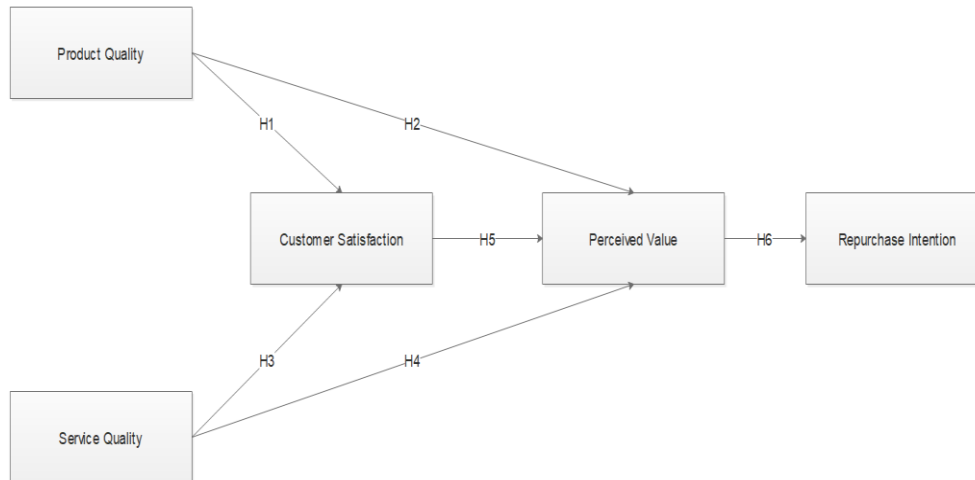 Product Quality
H1
H2
Customer Satisfaction
H5
Perceived Value
H6
Repurchase Intention
H3
H4
Service Quality